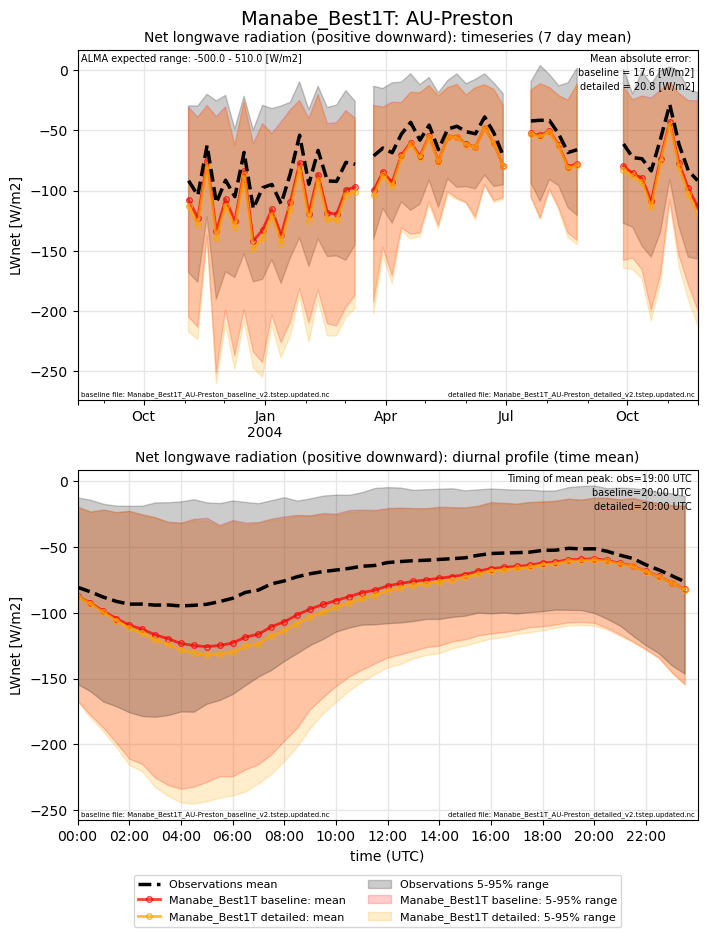 Manabe_Best1T: AU-Preston
Net longwave radiation (positive downward): timeseries (7 day mean)
ALMA expected range: -500.0 - 510.0 [W/m2]
Mean absolute error:
baseline = 17.6 [W/m2]
detailed = 20.8 [W/m2]
0
−50
−100
−150
−200
−250
LWnet [W/m2]
baseline file: Manabe_Best1T_AU-Preston_baseline_v2.tstep.updated.nc
detailed file: Manabe_Best1T_AU-Preston_detailed_v2.tstep.updated.nc
Oct Jan Apr Jul Oct
2004
Net longwave radiation (positive downward): diurnal profile (time mean)
Timing of mean peak: obs=19:00 UTC
baseline=20:00 UTC
detailed=20:00 UTC
0
−50
−100
−150
−200
−250
LWnet [W/m2]
baseline file: Manabe_Best1T_AU-Preston_baseline_v2.tstep.updated.nc
detailed file: Manabe_Best1T_AU-Preston_detailed_v2.tstep.updated.nc
00:00 02:00 04:00 06:00 08:00 10:00 12:00 14:00 16:00 18:00 20:00 22:00
time (UTC)
Observations mean
Manabe_Best1T baseline: mean
Manabe_Best1T detailed: mean
Observations 5-95% range
Manabe_Best1T baseline: 5-95% range
Manabe_Best1T detailed: 5-95% range